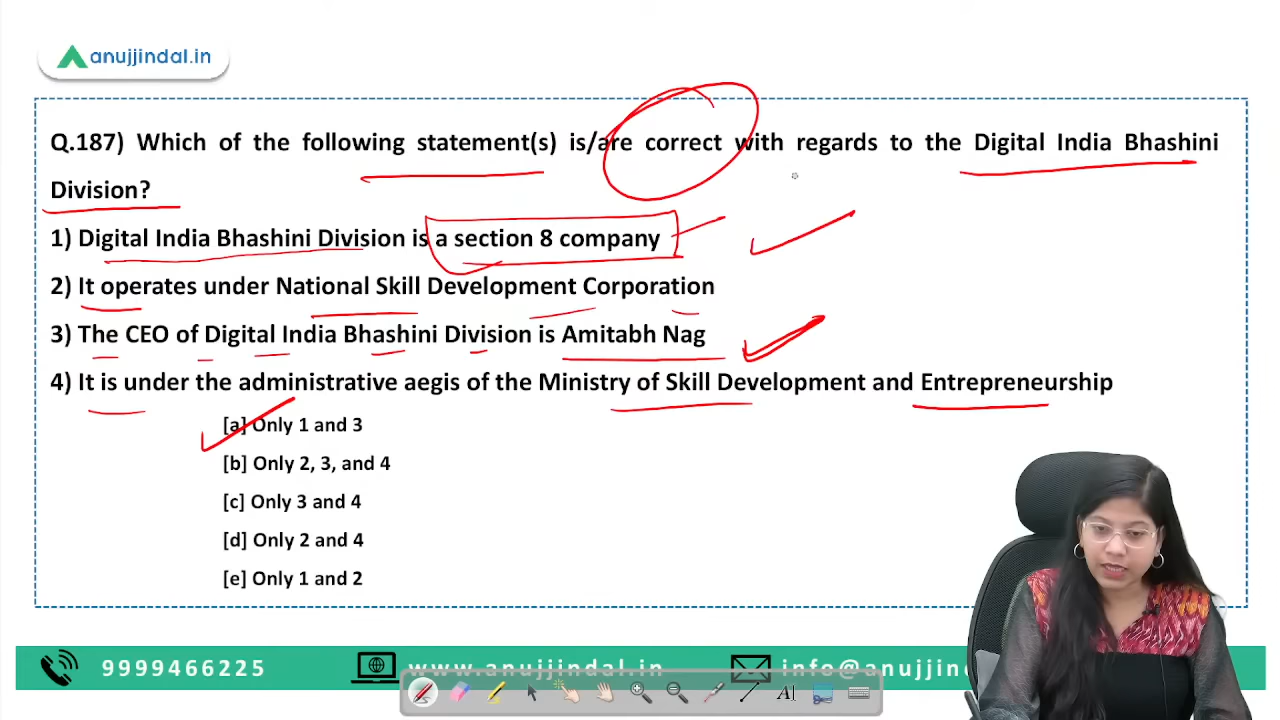 anujjindal.in
Q.187) Which of the following statement(s) is/are correct with regards to the Digital India Bhashini
Division?
1) Digital India Bhashini Division is a section 8 company
2) It operates under National Skill Development Corporation
3) The CEO of Digital India Bhashini Division is Amitabh Nag
4) It is under the administrative aegis of the Ministry of Skill Development and Entrepreneurship
[a] Only 1 and 3
[b] Only 2, 3, and 4
[c] Only 3 and 4
[d] Only 2 and 4
[e] Only 1 and 2
9999466225 www.anujjindal.in info@anujjin